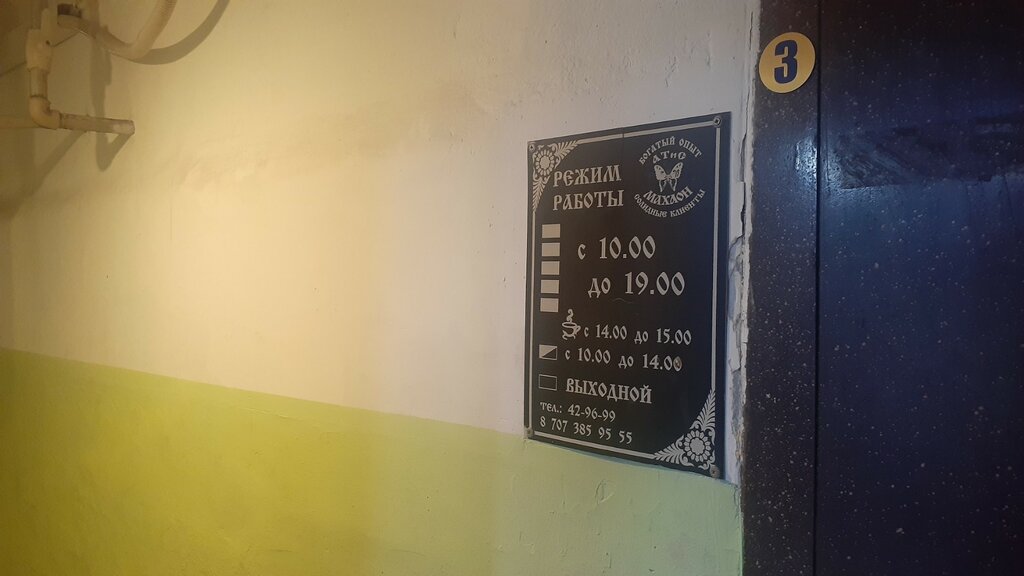 3
РЕЖИМ
РАБОТЫ
БОГАТЫЙ ОПЫТ
АТиС
МАХАОН
СОЛИДНЫЕ КЛИЕНТЫ
с 10.00
до 19.00
с 14.00 до 15.00
с 10.00 до 14.00
ВЫХОДНОЙ
тел.: 42-96-99
8 707 385 95 55